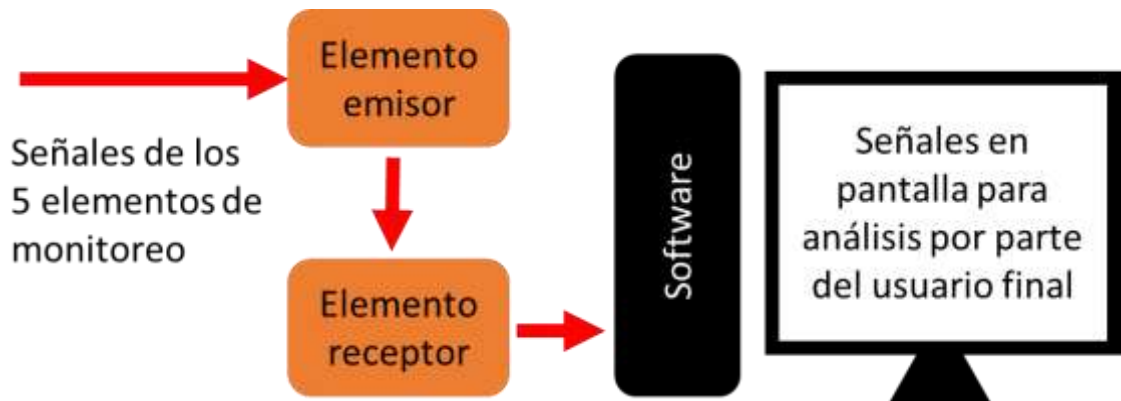 Elemento
emisor
Señales de los
5 elementos de
monitoreo
Elemento
receptor
Software
Señales en
pantalla para
análisis por parte
del usuario final